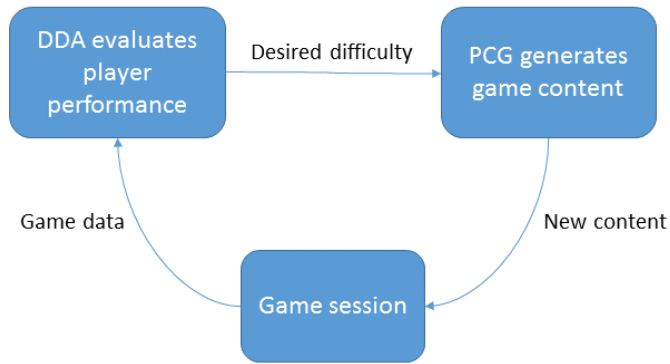 DDA evaluates
player
performance
Desired difficulty
PCG generates
game content
Game data
New content
Game session